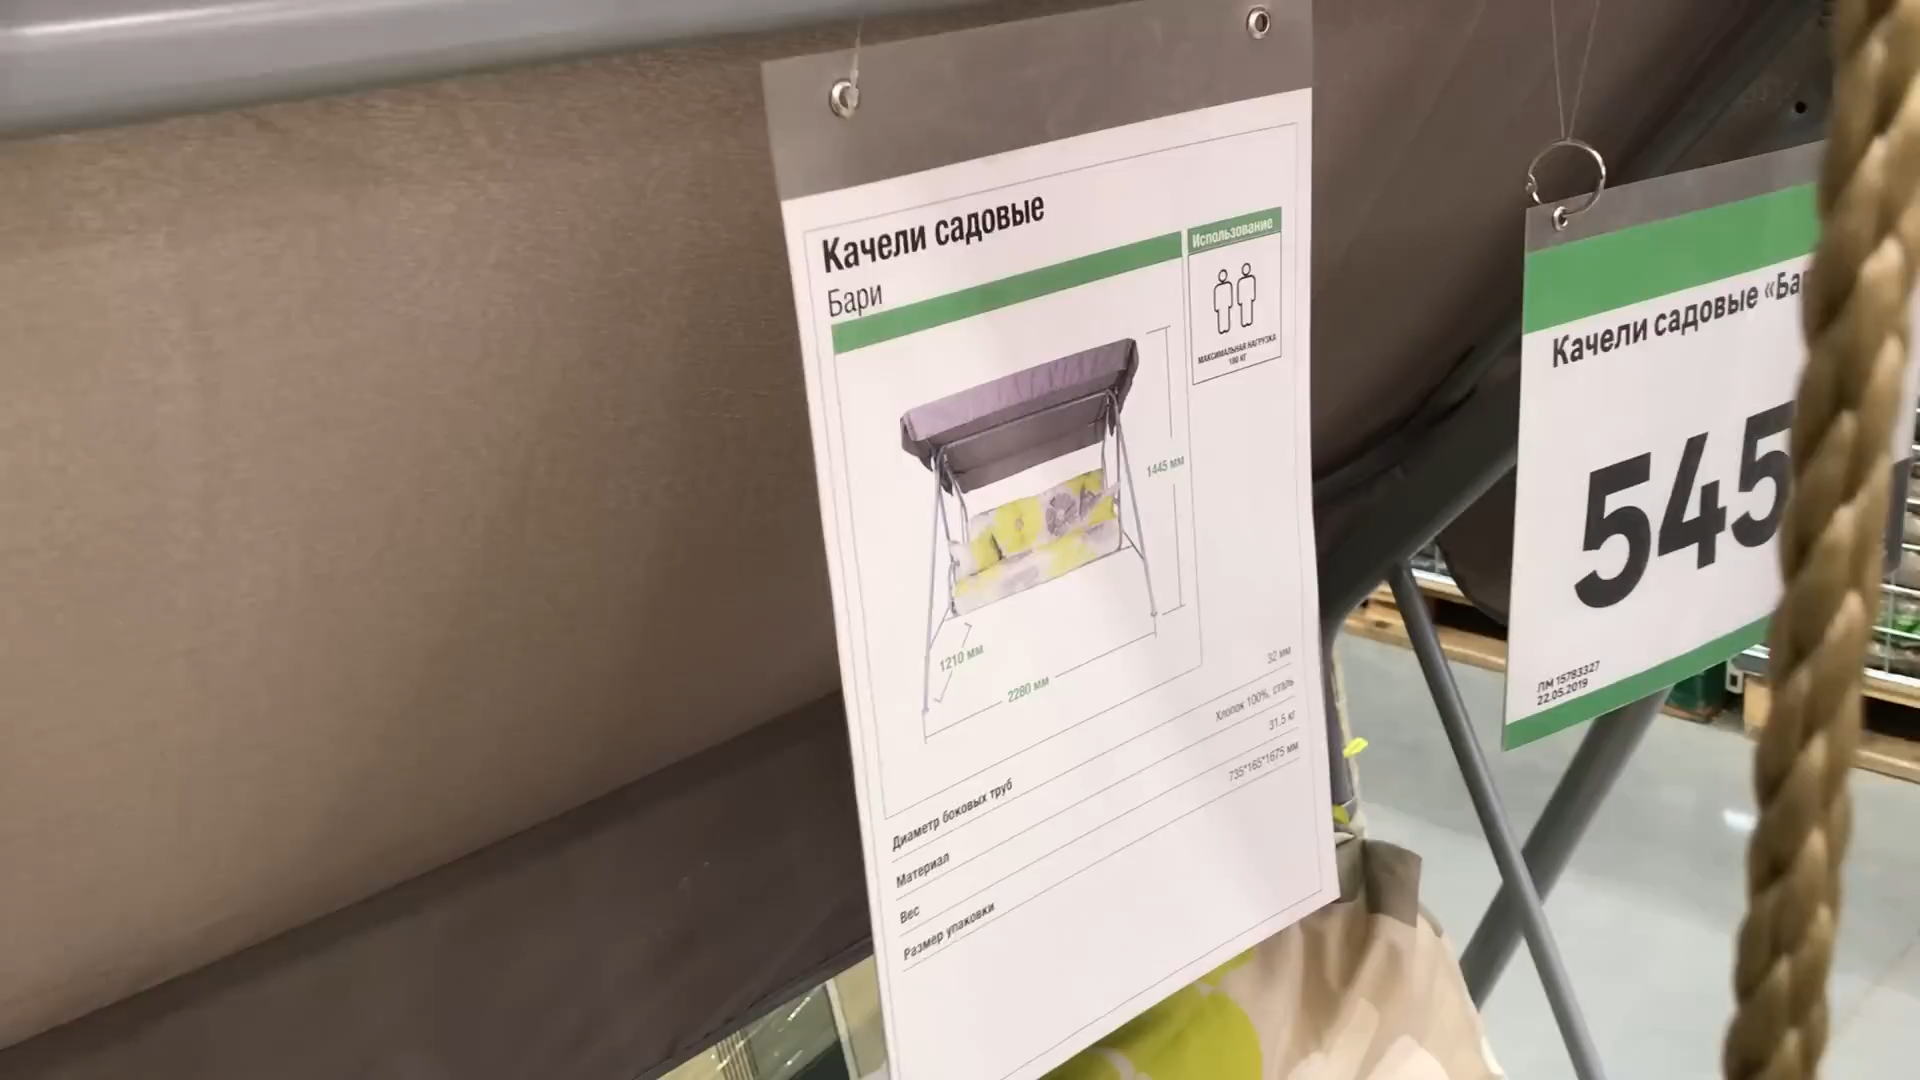 Качели садовые
Бари
Использование
МАКСИМАЛЬНАЯ НАГРУЗКА
180 КГ
1445 мм
1210 мм
2280 мм
Диаметр боковых труб 32 мм
Материал Хлопок 100%, сталь
Вес 31.5 кг
Размер упаковки 735*165*1675 мм
Качели садовые «Ба
545
ЛМ 15783327
22.05.2019